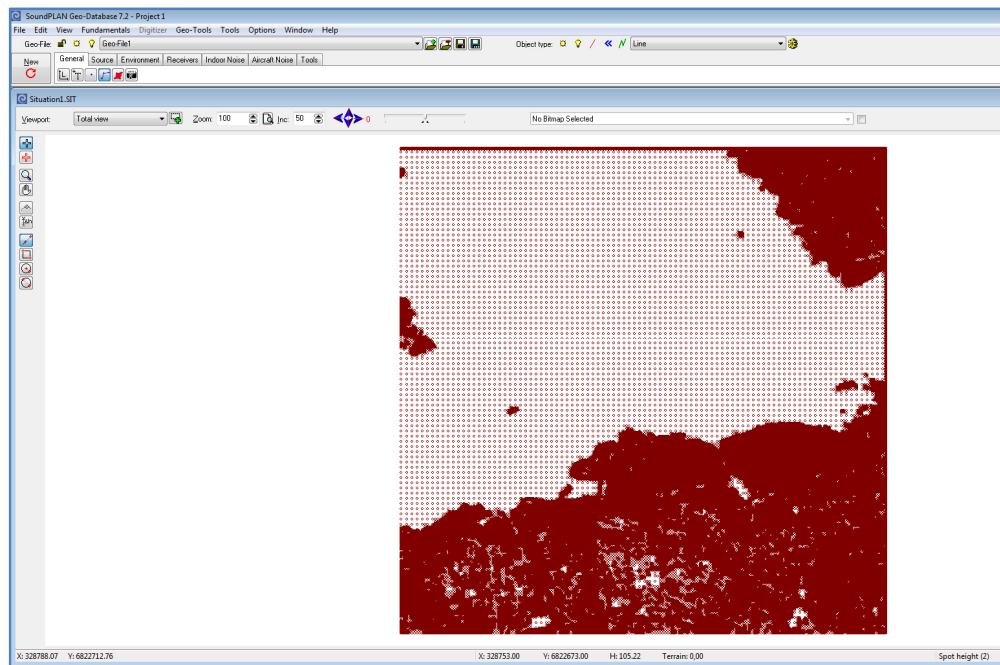 SoundPLAN Geo-Database 7.2 - Project 1
File Edit View Fundamentals Digitizer Geo-Tools Tools Options Window Help
Geo-File: Geo-File1 Object type: Line
New General Source Environment Receivers Indoor Noise Aircraft Noise Tools
Situation1.SIT
Viewport: Total view Zoom: 100 Inc: 50 0 No Bitmap Selected
X: 328788.07 Y: 6822712.76 X: 328753.00 Y: 6822673.00 H: 105.22 Terrain: 0,00 Spot height (2)